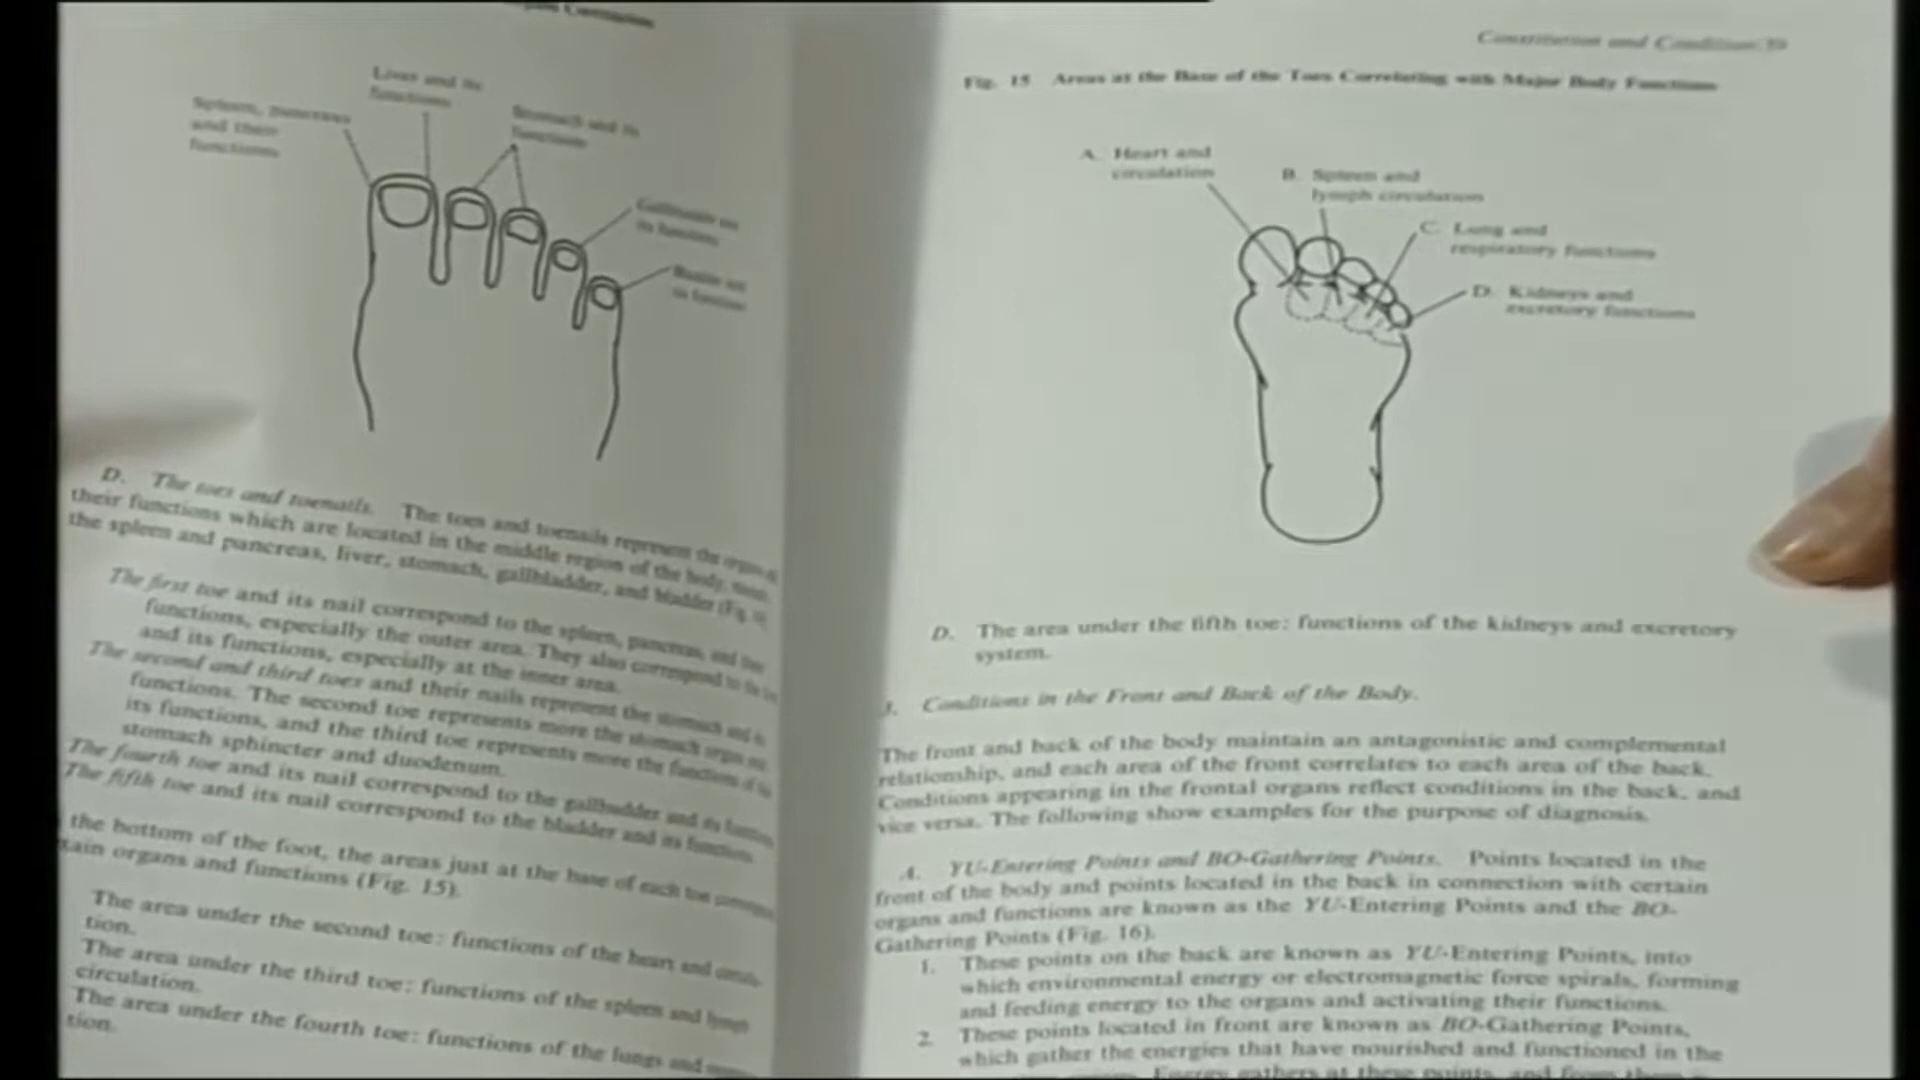 Spleen, pancreas
and their
functions
Liver and its
functions
Stomach and its
functions
Gallbladder and
its functions
its functions
D. The toes and toenails. The toes and toenails represent the organs
their functions which are located in the middle region of the body,
the spleen and pancreas, liver, stomach, gallbladder, and bladder
The first toe and its nail correspond to the spleen, pancreas, and
functions, especially the outer area. They also correspond to the
and its functions, especially at the inner area.
The second and third toes and their nails represent the stomach and
functions. The second toe represents more the stomach organ
its functions, and the third toe represents more the functions of
stomach sphincter and duodenum.
The fourth toe and its nail correspond to the gallbladder and its
The fifth toe and its nail correspond to the bladder and its functions.
the bottom of the foot, the areas just at the base of each toe
tain organs and functions (Fig. 15).
The area under the second toe: functions of the heart and
tion.
The area under the third toe: functions of the spleen and lymph
circulation.
The area under the fourth toe: functions of the lungs and
tion.
Constitution and Condition
Fig. 15 Areas at the Base of the Toes Correlating with Major Body Functions
A. Heart and
circulation
B. Spleen and
lymph circulation
C. Lung and
respiratory functions
D. Kidneys and
excretory functions
D. The area under the fifth toe: functions of the kidneys and excretory
system.
3. Conditions in the Front and Back of the Body.
The front and back of the body maintain an antagonistic and complemental
relationship, and each area of the front correlates to each area of the back.
Conditions appearing in the frontal organs reflect conditions in the back, and
vice versa. The following show examples for the purpose of diagnosis.
A. YU-Entering Points and BO-Gathering Points. Points located in the
front of the body and points located in the back in connection with certain
organs and functions are known as the YU-Entering Points and the BO-
Gathering Points (Fig. 16).
1. These points on the back are known as YU-Entering Points, into
which environmental energy or electromagnetic force spirals, forming
and feeding energy to the organs and activating their functions.
2. These points located in front are known as BO-Gathering Points,
which gather the energies that have nourished and functioned in the
Energy gathers at these points, and from